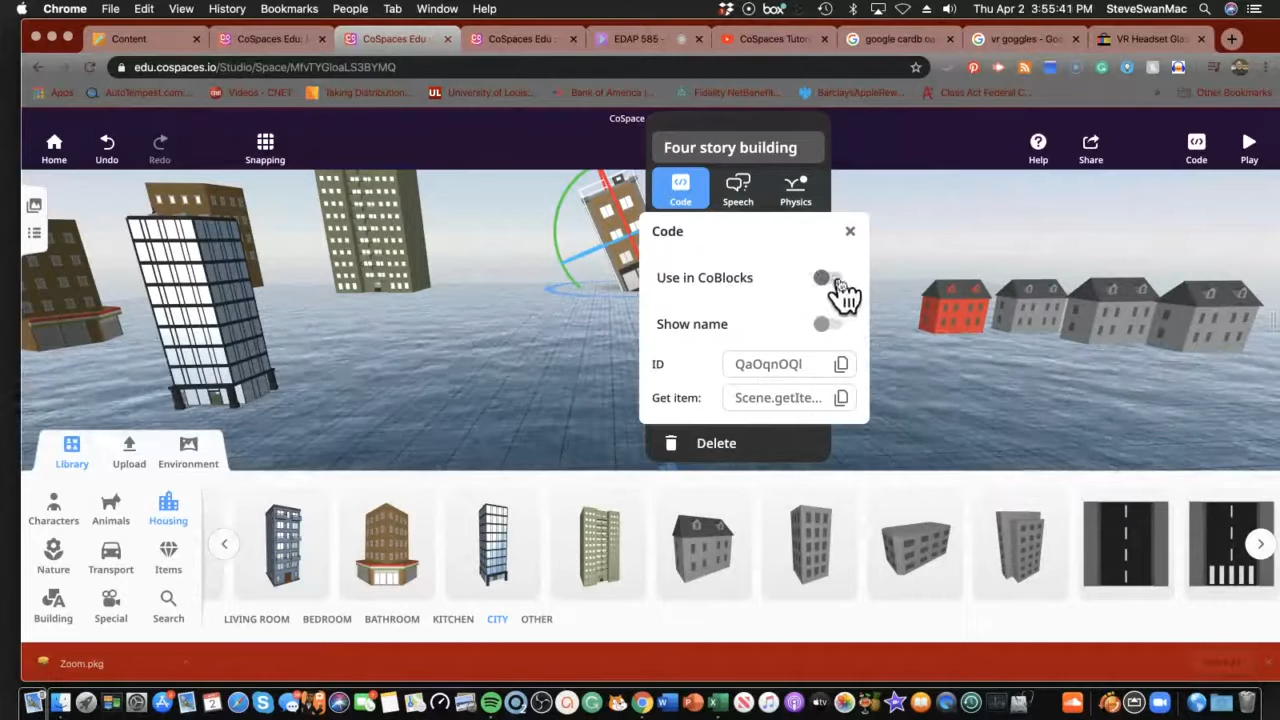 Chrome File Edit View History Bookmarks People Tab Window Help box Thu Apr 2 3:55:41 PM SteveSwanMac
Content CoSpaces Edu: CoSpaces Edu CoSpaces Edu : EDAP 585 - CoSpaces Tutor google cardb oa vr goggles - Goo VR Headset Gla
edu.cospaces.io/Studio/Space/MfvTYGloaLS3BYMQ
Apps AutoTempest.com:... Videos - CNET Taking Distribution... University of Louis... Bank of America |... Fidelity NetBenefit... BarclaysAppleRew... Class Act Federal C... Other Bookmarks
CoSpace
Four story building
Home Undo Redo Snapping Help Share Code Play
Code Speech Physics
Code
Use in CoBlocks
Show name
ID QaOqnOQl
Get item: Scene.getIte...
Delete
Library Upload Environment
Characters Animals Housing
Nature Transport Items
Building Special Search
LIVING ROOM BEDROOM BATHROOM KITCHEN CITY OTHER
Zoom.pkg